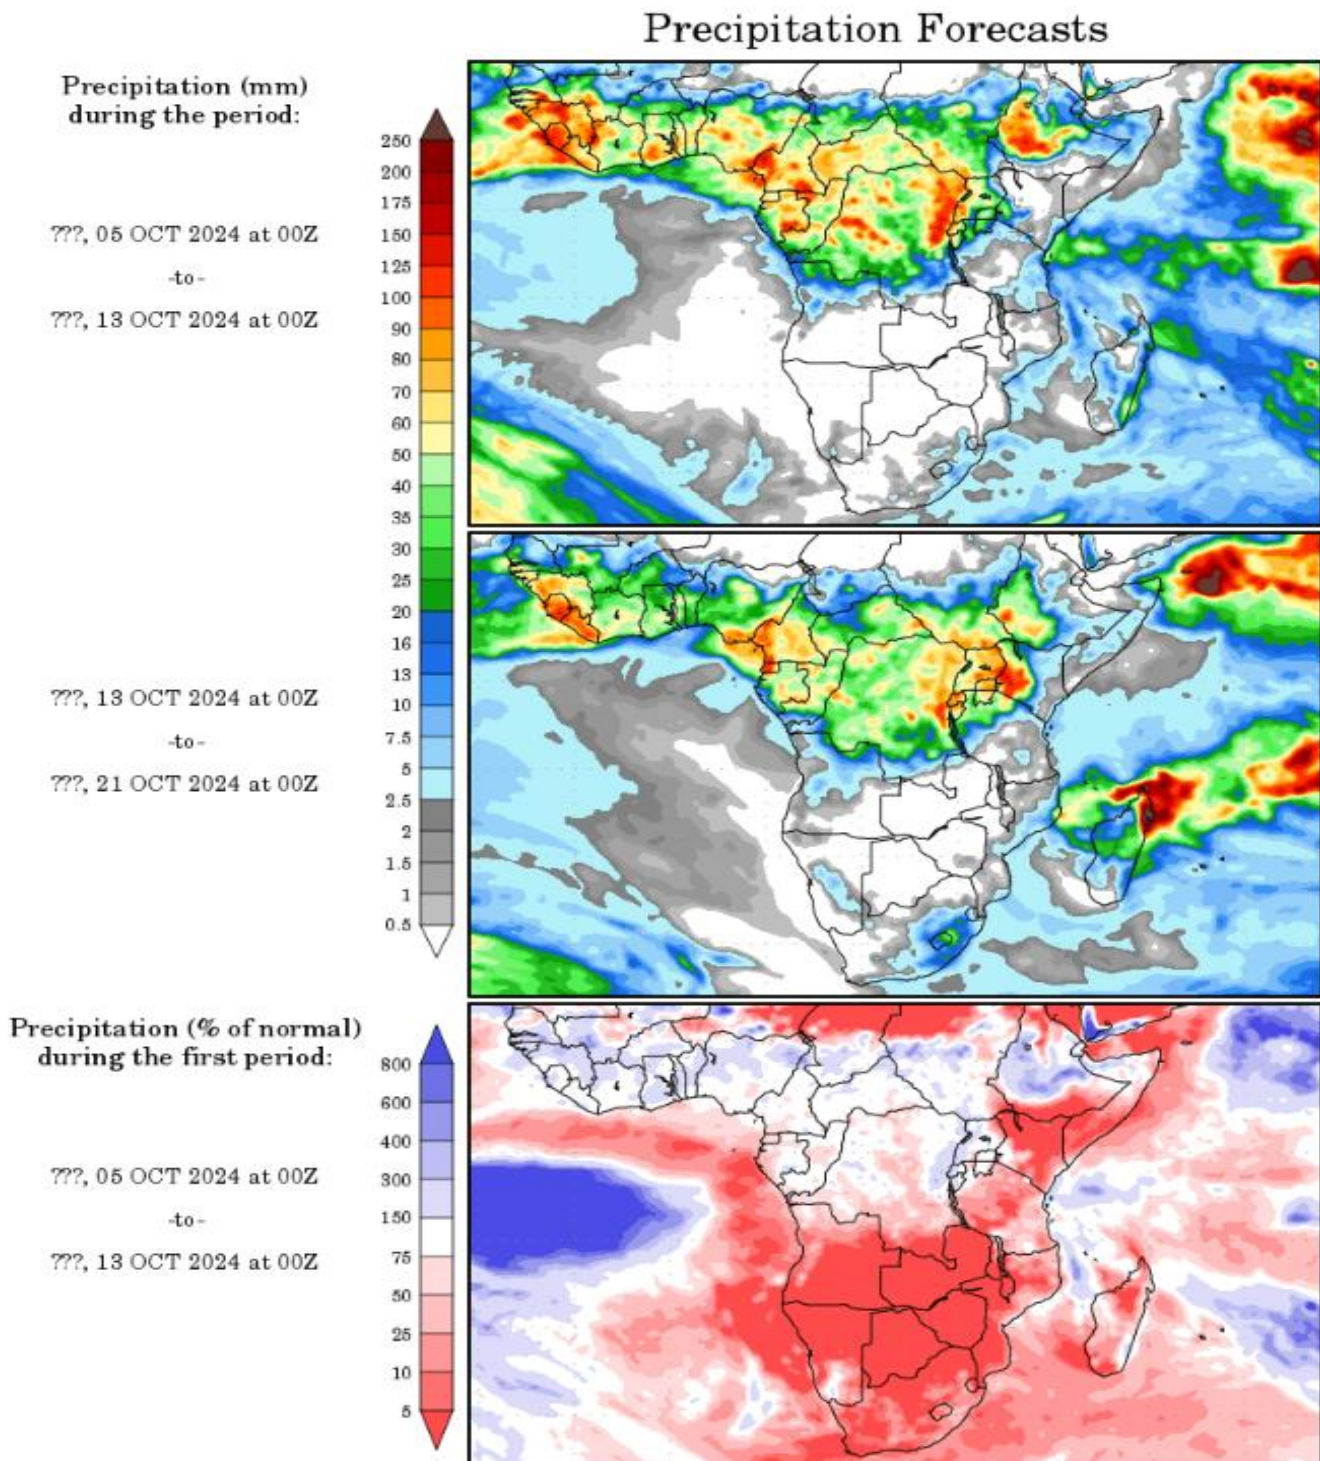 Precipitation Forecasts
Precipitation (mm)
during the period:
250
200
175
150
125
100
90
80
70
60
50
40
35
30
25
20
16
13
10
7.5
5
2.5
2
1.5
1
0.5
???, 05 OCT 2024 at 00Z
-to-
???, 13 OCT 2024 at 00Z
???, 13 OCT 2024 at 00Z
-to-
???, 21 OCT 2024 at 00Z
Precipitation (% of normal)
during the first period:
800
600
400
300
150
75
50
25
10
5
???, 05 OCT 2024 at 00Z
-to-
???, 13 OCT 2024 at 00Z